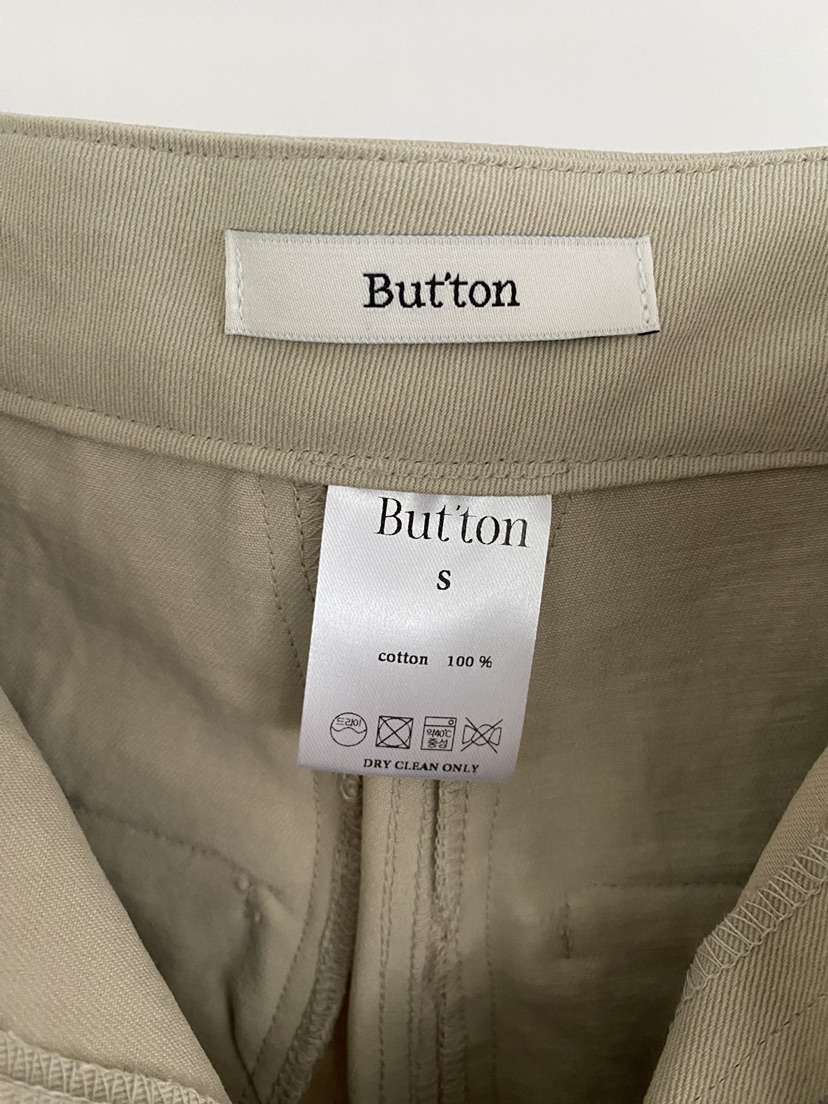 But'ton
But'ton
S
cotton 100 %
드라이
약40℃
중성
DRY CLEAN ONLY